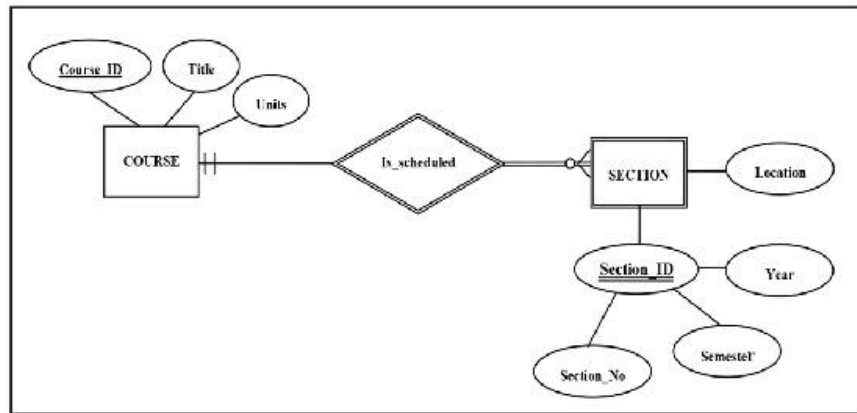 Course_ID
Title
Units
COURSE
Is_scheduled
SECTION
Location
Section_ID
Year
Section_No
Semester'